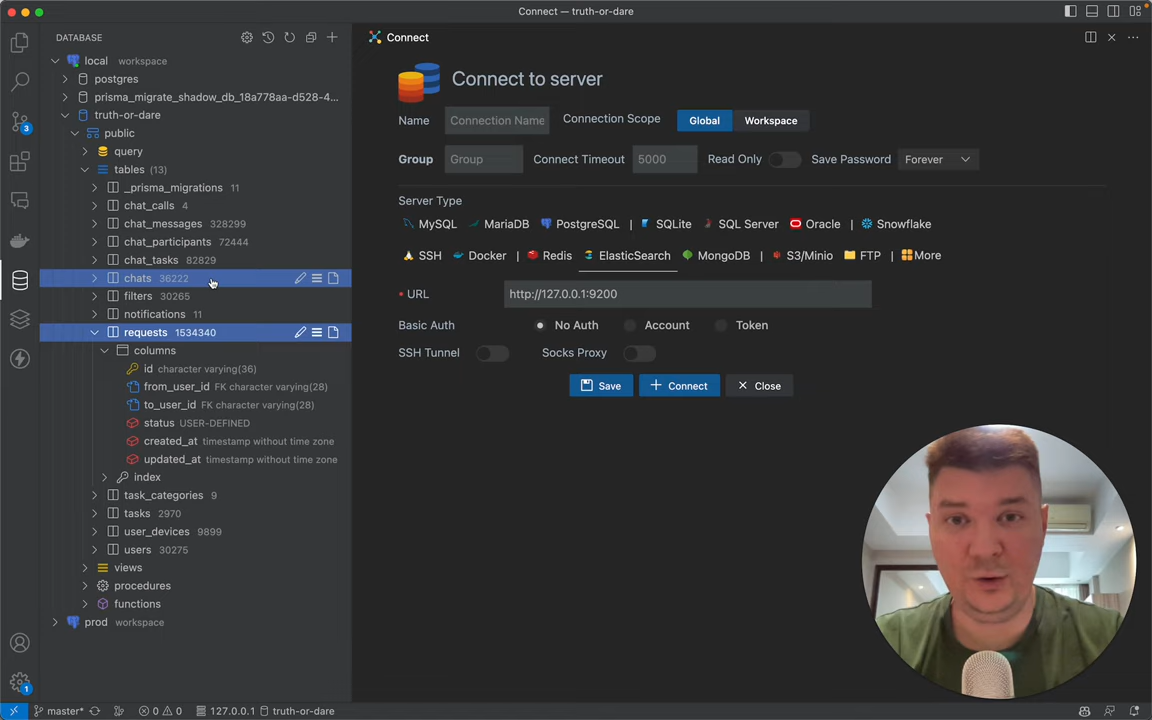 Connect — truth-or-dare
DATABASE
local workspace
postgres
prisma_migrate_shadow_db_18a778aa-d528-4...
truth-or-dare
public
query
tables (13)
_prisma_migrations 11
chat_calls 4
chat_messages 328299
chat_participants 72444
chat_tasks 82829
chats 36222
filters 30265
notifications 11
requests 1534340
columns
id character varying(36)
from_user_id FK character varying(28)
to_user_id FK character varying(28)
status USER-DEFINED
created_at timestamp without time zone
updated_at timestamp without time zone
index
task_categories 9
tasks 2970
user_devices 9899
users 30275
views
procedures
functions
prod workspace
3
1
Connect
Connect to server
Name Connection Name Connection Scope Global Workspace
Group Group Connect Timeout 5000 Read Only Save Password Forever
Server Type
MySQL MariaDB PostgreSQL | SQLite SQL Server Oracle Snowflake
SSH Docker | Redis ElasticSearch MongoDB | S3/Minio FTP More
* URL http://127.0.0.1:9200
Basic Auth No Auth Account Token
SSH Tunnel Socks Proxy
Save + Connect Close
master* 0 0 127.0.0.1 truth-or-dare